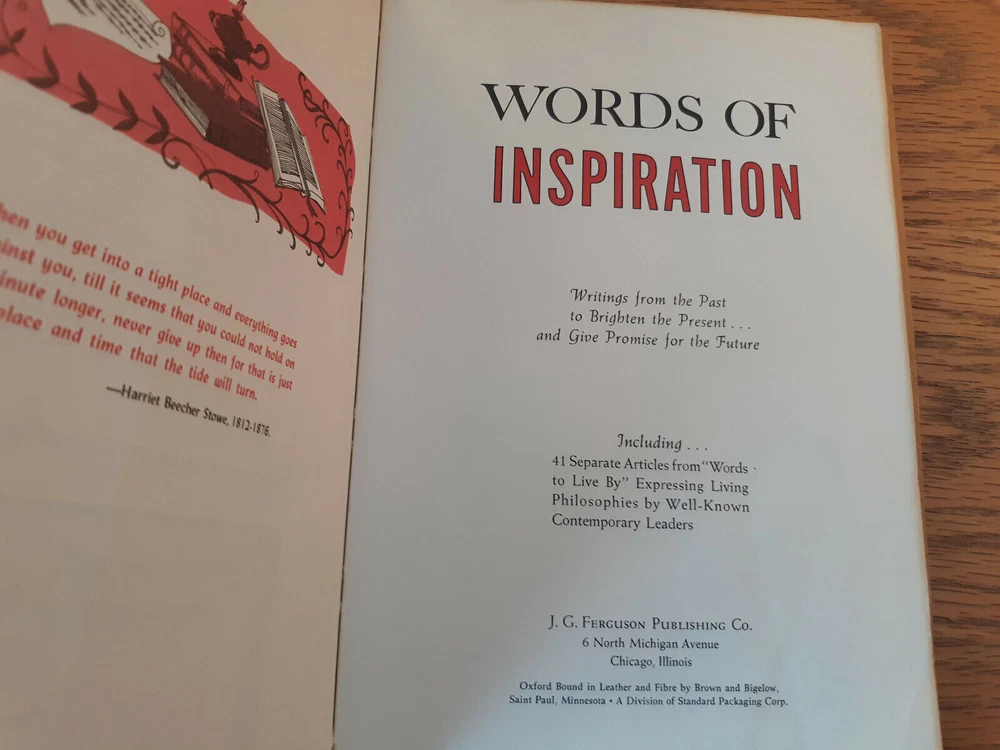 hen you get into a tight place and everything goes
inst you, till it seems that you could not hold on
inute longer, never give up then for that is just
place and time that the tide will turn.
—Harriet Beecher Stowe, 1812-1876.
WORDS OF
INSPIRATION
Writings from the Past
to Brighten the Present . . .
and Give Promise for the Future
Including . . .
41 Separate Articles from "Words
to Live By" Expressing Living
Philosophies by Well-Known
Contemporary Leaders
J. G. Ferguson Publishing Co.
6 North Michigan Avenue
Chicago, Illinois
Oxford Bound in Leather and Fibre by Brown and Bigelow,
Saint Paul, Minnesota • A Division of Standard Packaging Corp.